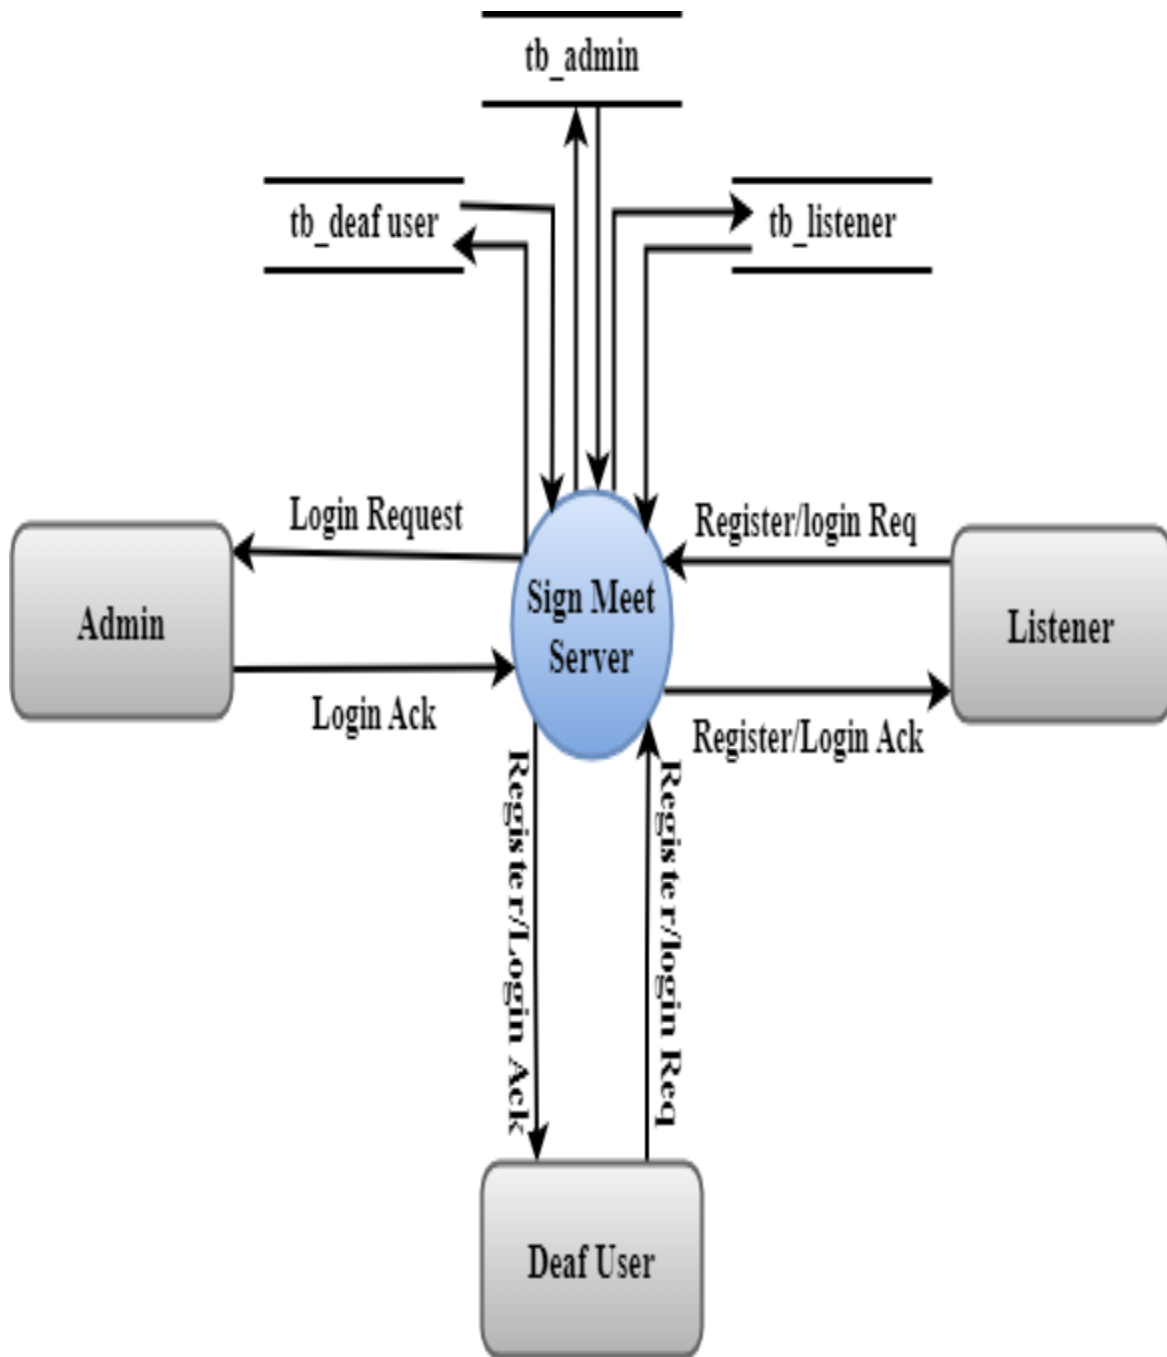 tb_admin
tb_deaf user
tb_listener
Login Request
Register/login Req
Admin
Sign Meet
Server
Listener
Login Ack
Register/Login Ack
Register/Login Ack
Register/login Req
Deaf User